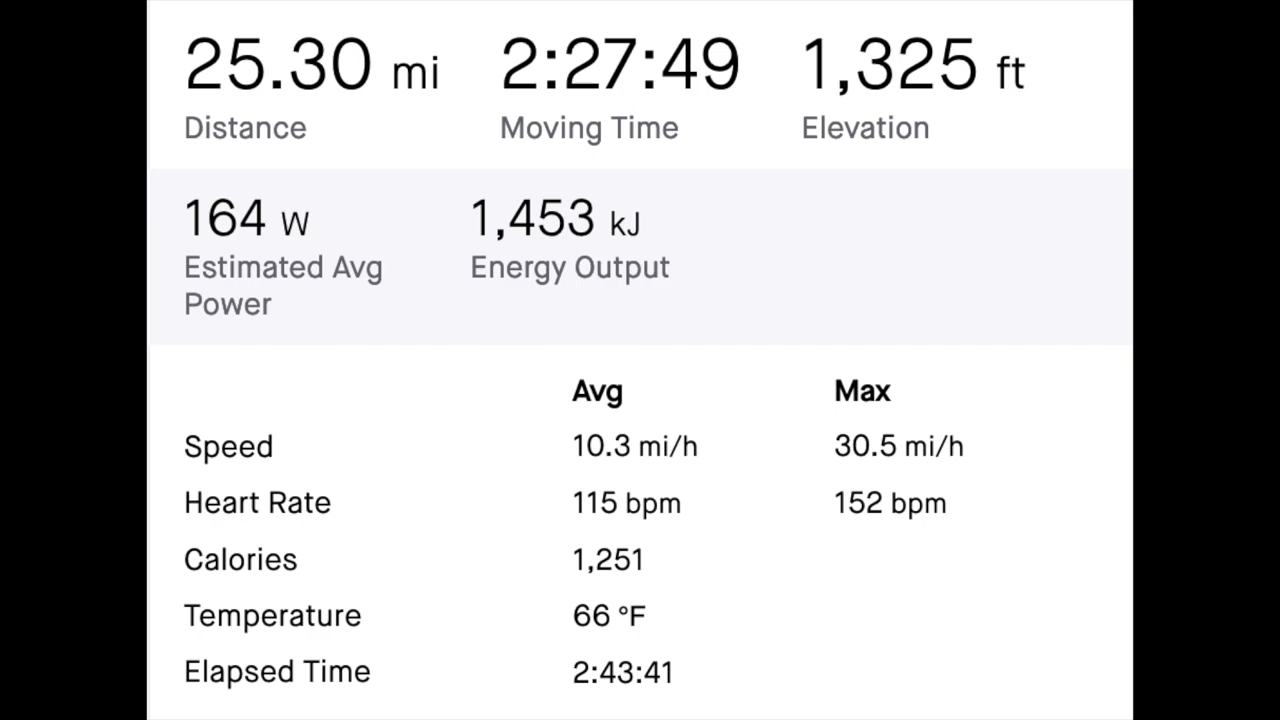 25.30 mi 2:27:49 1,325 ft
Distance Moving Time Elevation
164 W 1,453 kJ
Estimated Avg Energy Output
Power
Avg Max
Speed 10.3 mi/h 30.5 mi/h
Heart Rate 115 bpm 152 bpm
Calories 1,251
Temperature 66 °F
Elapsed Time 2:43:41